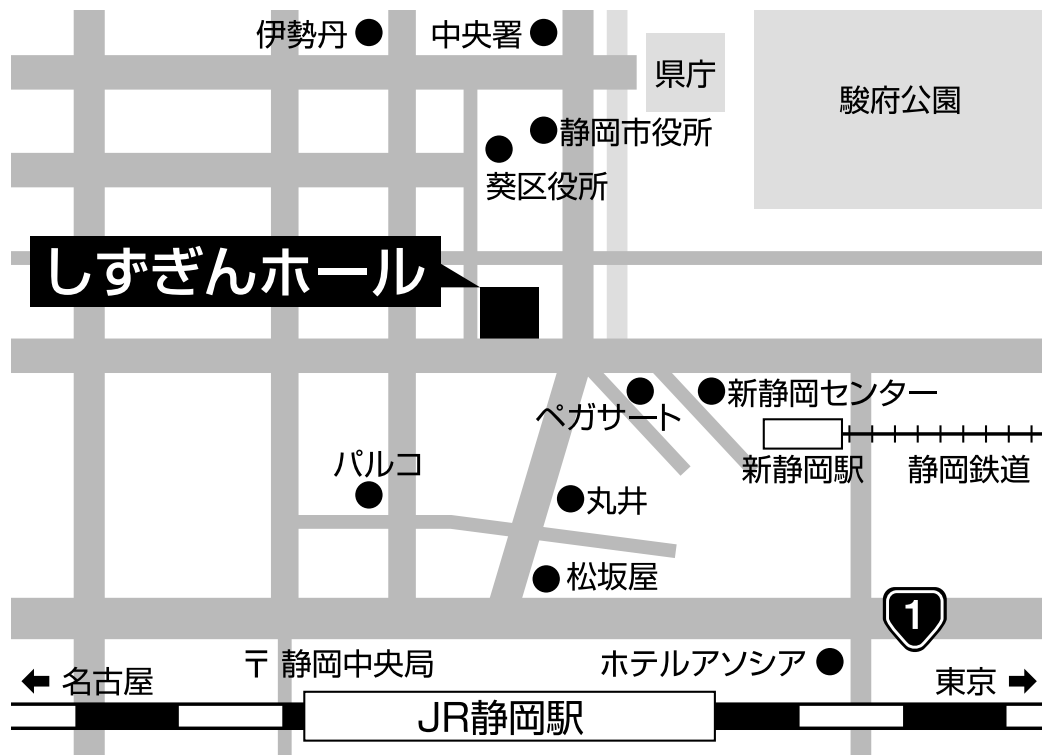 伊勢丹
中央署
県庁
駿府公園
静岡市役所
葵区役所
しずぎんホール
ペガサート
新静岡センター
新静岡駅
静岡鉄道
パルコ
丸井
松坂屋
1
〒 静岡中央局
ホテルアソシア
← 名古屋
東京 →
JR静岡駅